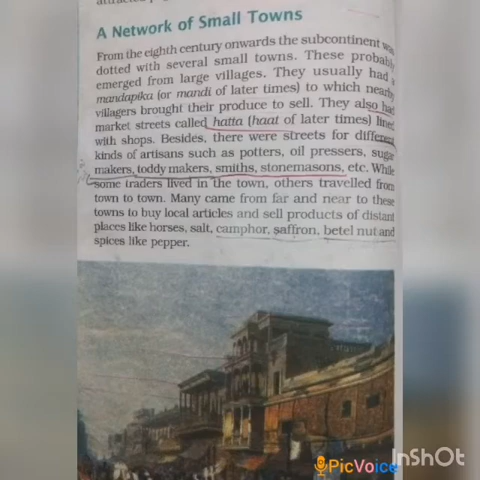 A Network of Small Towns
From the eighth century onwards the subcontinent was
dotted with several small towns. These probably
emerged from large villages. They usually had a
mandapika (or mandi of later times) to which nearby
villagers brought their produce to sell. They also had
market streets called hatta (haat of later times) lined
with shops. Besides, there were streets for different
kinds of artisans such as potters, oil pressers, sugar
makers, toddy makers, smiths, stonemasons, etc. While
some traders lived in the town, others travelled from
town to town. Many came from far and near to these
towns to buy local articles and sell products of distant
places like horses, salt, camphor, saffron, betel nut and
spices like pepper.
PicVoice
InShOt